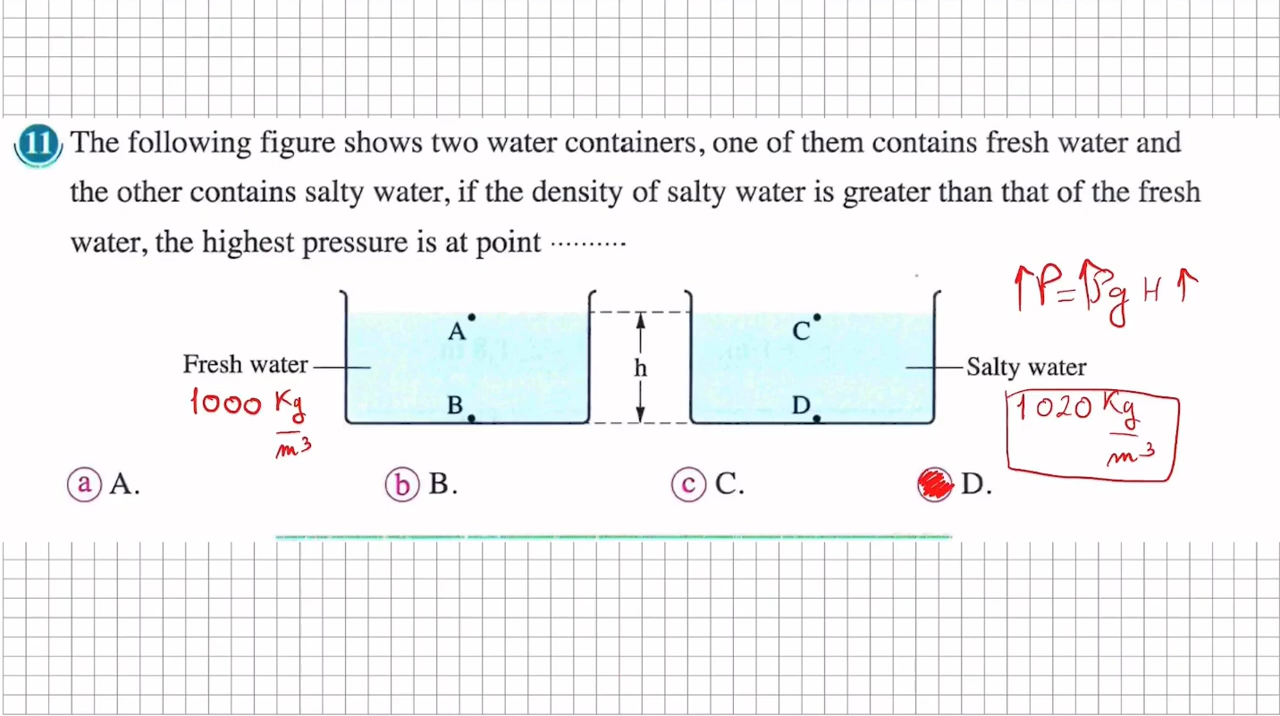 11 The following figure shows two water containers, one of them contains fresh water and
the other contains salty water, if the density of salty water is greater than that of the fresh
water, the highest pressure is at point ..........
↑P=↑ρg H ↑
A
C
Fresh water
h
Salty water
1000 Kg/m³
B
D
1020 Kg/m³
a A.
b B.
c C.
D.